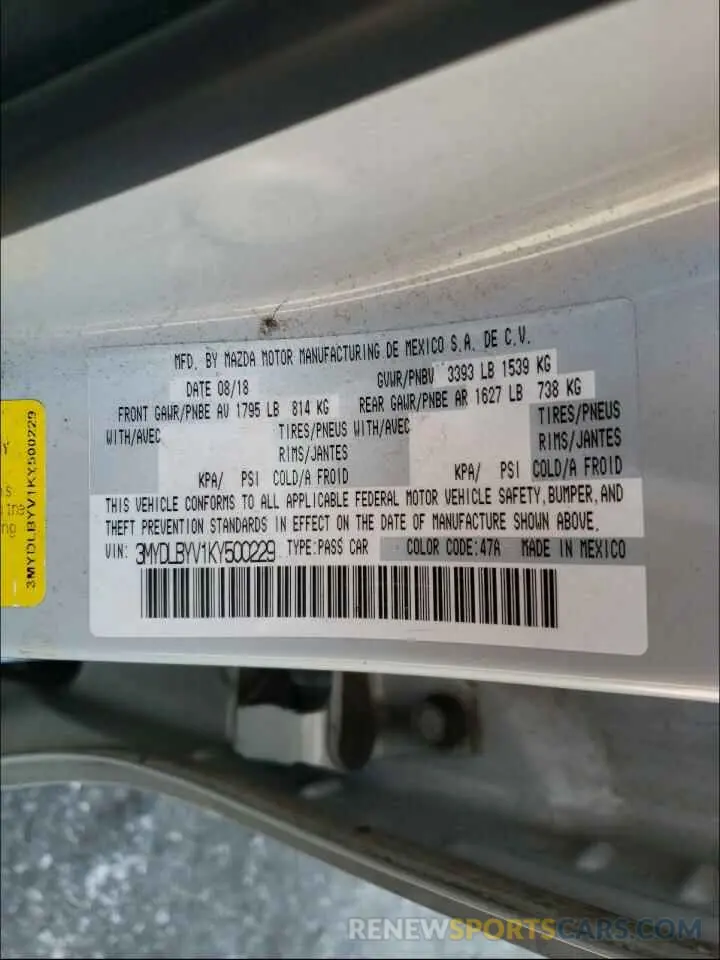 MFD. BY MAZDA MOTOR MANUFACTURING DE MEXICO S.A. DE C.V.
DATE 08/18 GVWR/PNBV 3393 LB 1539 KG
FRONT GAWR/PNBE AV 1795 LB 814 KG REAR GAWR/PNBE AR 1627 LB 738 KG
WITH/AVEC TIRES/PNEUS WITH/AVEC TIRES/PNEUS
RIMS/JANTES RIMS/JANTES
KPA/ PSI COLD/A FROID KPA/ PSI COLD/A FROID
THIS VEHICLE CONFORMS TO ALL APPLICABLE FEDERAL MOTOR VEHICLE SAFETY, BUMPER, AND
THEFT PREVENTION STANDARDS IN EFFECT ON THE DATE OF MANUFACTURE SHOWN ABOVE.
VIN: 3MYDLBYV1KY500229 TYPE:PASS CAR COLOR CODE:47A MADE IN MEXICO
3MYDLBYV1KY500229
RENEWSPORTSCARS.COM